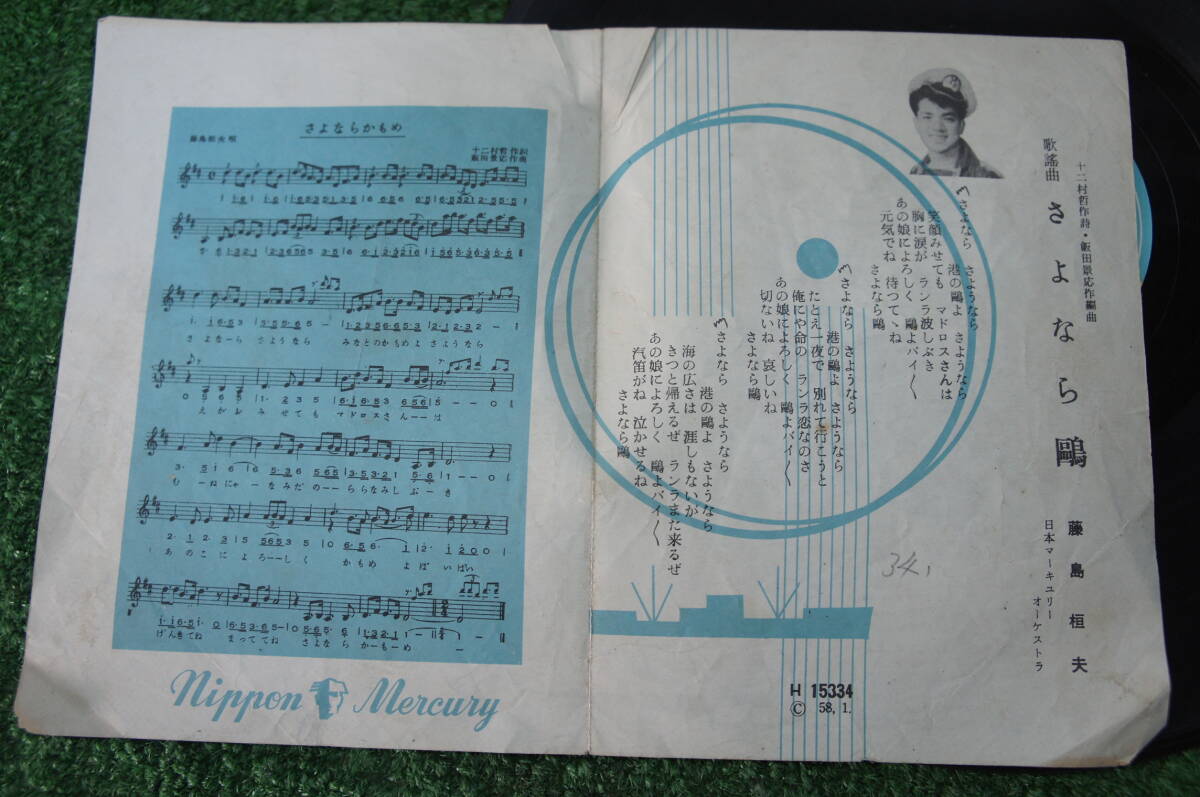 歌謡曲 さよなら鷗
十二村哲作詩・飯田景応作編曲
藤島桓夫
日本マーキュリー
オーケストラ
さよなら さようなら
港の鷗よ さようなら
笑顔みせても マドロスさんは
胸に涙が ランラ波しぶき
あの娘によろしく 鷗よバイ〳〵
元気でね 待つてゝね
さよなら鷗
さよなら さようなら
港の鷗よ さようなら
たとえ一夜で 別れて行こうと
俺にや命の ランラ恋なのさ
あの娘によろしく 鷗よバイ〳〵
切ないね 哀しいね
さよなら鷗
さよなら さようなら
港の鷗よ さようなら
海の広さは 涯しもないが
きつと帰えるぜ ランラまた来るぜ
あの娘によろしく 鷗よバイ〳〵
汽笛がね 泣かせるね
さよなら鷗
34,
H 15334
© 58, 1.
さよならかもめ
藤島桓夫 唄
十二村哲 作詞
飯田景応 作曲
さよなーら さようなら みなとのかもめよ さようなら
えがおみせても マドロスさんーーは
むーねにゃーなみだのーーららなみしぶーき
あのこによろーーしく かもめ よばいばい
げんきでね まっててね さよなら かーもーめ ー
Nippon Mercury